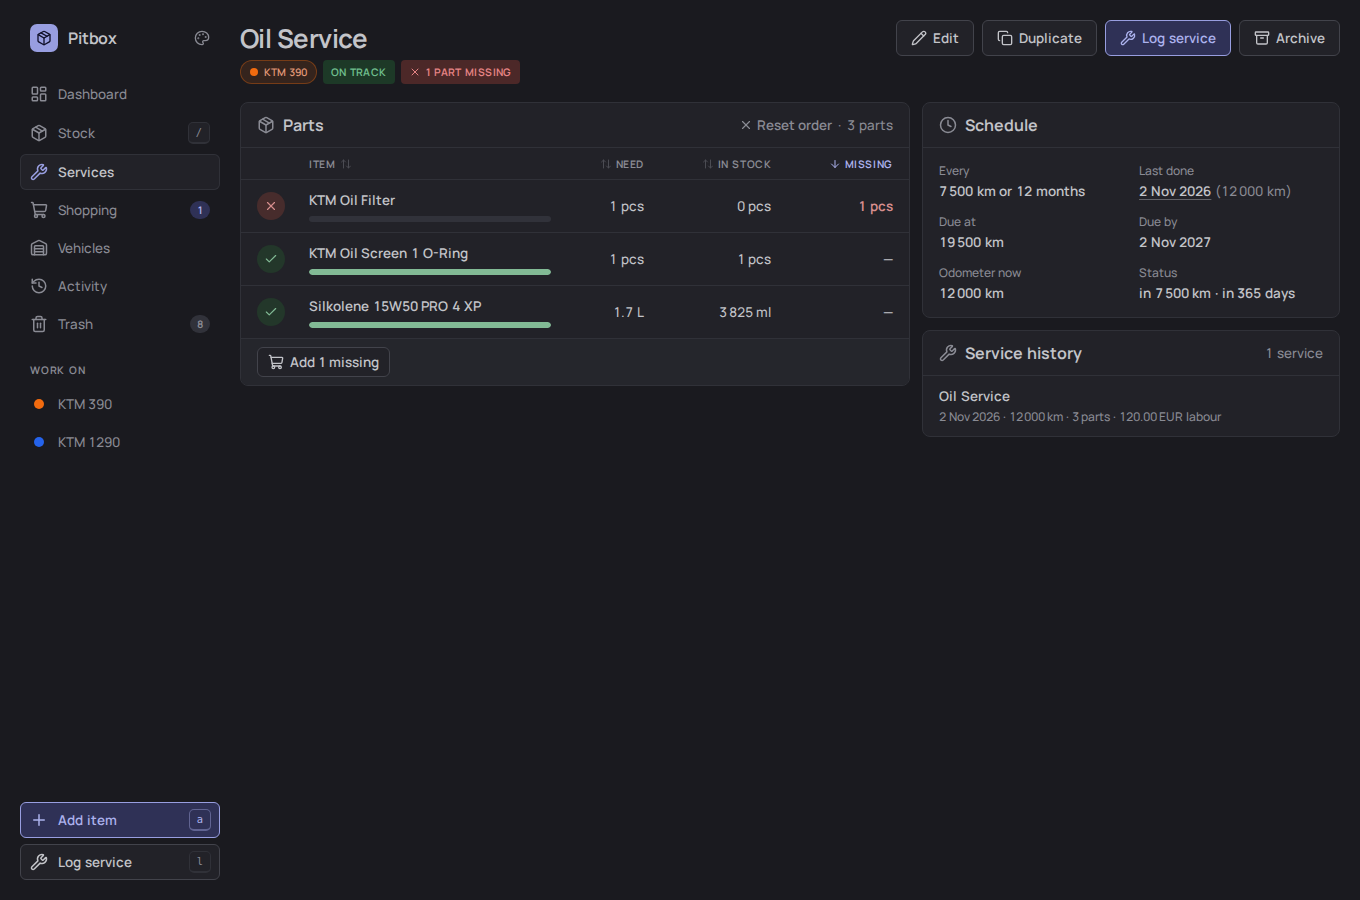 Pitbox
Dashboard
Stock /
Services
Shopping 1
Vehicles
Activity
Trash 8
WORK ON
KTM 390
KTM 1290
Add item a
Log service l
Oil Service
KTM 390 ON TRACK 1 PART MISSING
Edit Duplicate Log service Archive
Parts Reset order · 3 parts
ITEM NEED IN STOCK MISSING
KTM Oil Filter 1 pcs 0 pcs 1 pcs
KTM Oil Screen 1 O-Ring 1 pcs 1 pcs –
Silkolene 15W50 PRO 4 XP 1.7 L 3 825 ml –
Add 1 missing
Schedule
Every Last done
7 500 km or 12 months 2 Nov 2026 (12 000 km)
Due at Due by
19 500 km 2 Nov 2027
Odometer now Status
12 000 km in 7 500 km · in 365 days
Service history 1 service
Oil Service
2 Nov 2026 · 12 000 km · 3 parts · 120.00 EUR labour